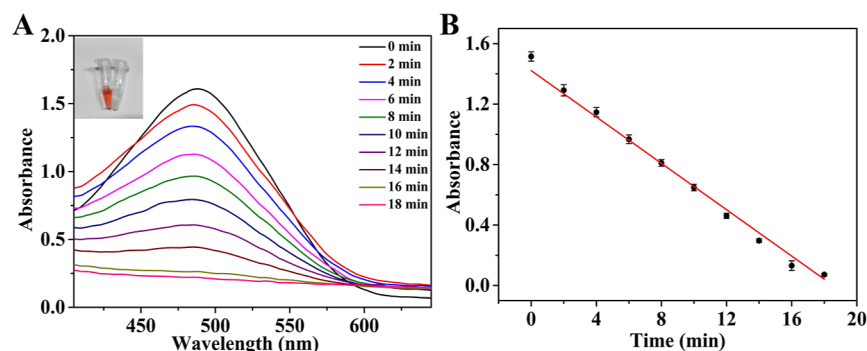 A
B
2.0
1.5
1.0
0.5
0.0
Absorbance
450
500
550
600
Wavelength (nm)
0 min
2 min
4 min
6 min
8 min
10 min
12 min
14 min
16 min
18 min
1.6
1.2
0.8
0.4
0.0
Absorbance
0
4
8
12
16
20
Time (min)